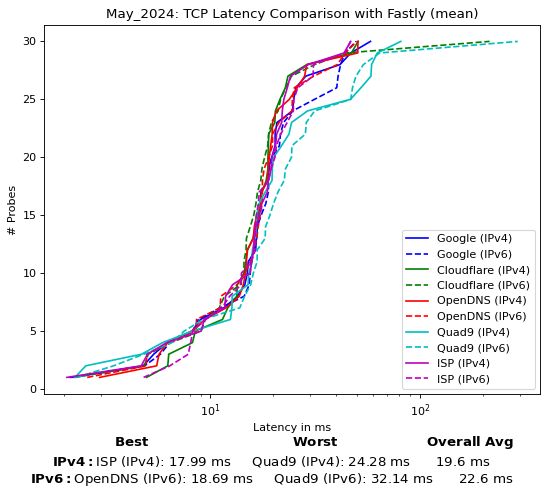 May_2024: TCP Latency Comparison with Fastly (mean)
30
25
20
15
10
5
0
# Probes
Google (IPv4)
Google (IPv6)
Cloudflare (IPv4)
Cloudflare (IPv6)
OpenDNS (IPv4)
OpenDNS (IPv6)
Quad9 (IPv4)
Quad9 (IPv6)
ISP (IPv4)
ISP (IPv6)
10¹ 10²
Latency in ms
Best Worst Overall Avg
IPv4: ISP (IPv4): 17.99 ms Quad9 (IPv4): 24.28 ms 19.6 ms
IPv6: OpenDNS (IPv6): 18.69 ms Quad9 (IPv6): 32.14 ms 22.6 ms